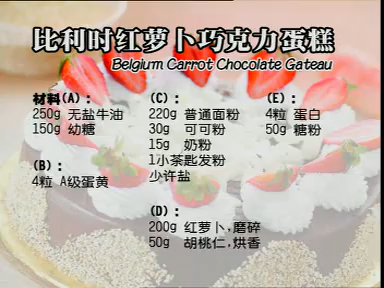 比利时红萝卜巧克力蛋糕
Belgium Carrot Chocolate Gateau
材料(A)：
250g 无盐牛油
150g 幼糖
(B)：
4粒 A级蛋黄
(C)：
220g 普通面粉
30g 可可粉
15g 奶粉
1小茶匙发粉
少许盐
(D)：
200g 红萝卜,磨碎
50g 胡桃仁,烘香
(E)：
4粒 蛋白
50g 糖粉